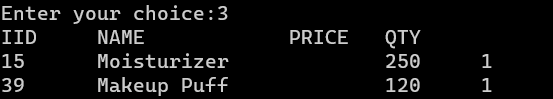 Enter your choice:3
IID NAME PRICE QTY
15 Moisturizer 250 1
39 Makeup Puff 120 1